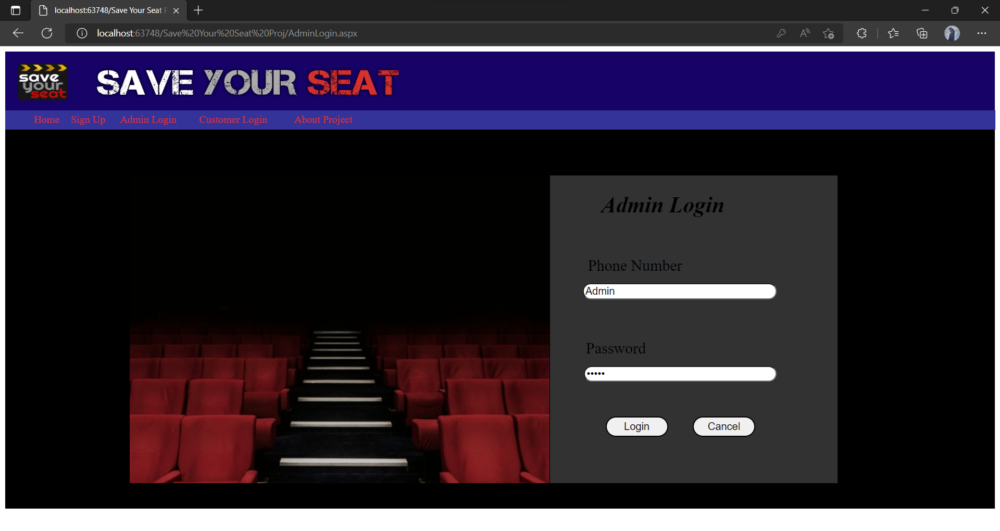 localhost:63748/Save Your Seat P
localhost:63748/Save%20Your%20Seat%20Proj/AdminLogin.aspx
save
your
seat
SAVE YOUR SEAT
Home Sign Up Admin Login Customer Login About Project
Admin Login
Phone Number
Admin
Password
•••••
Login Cancel